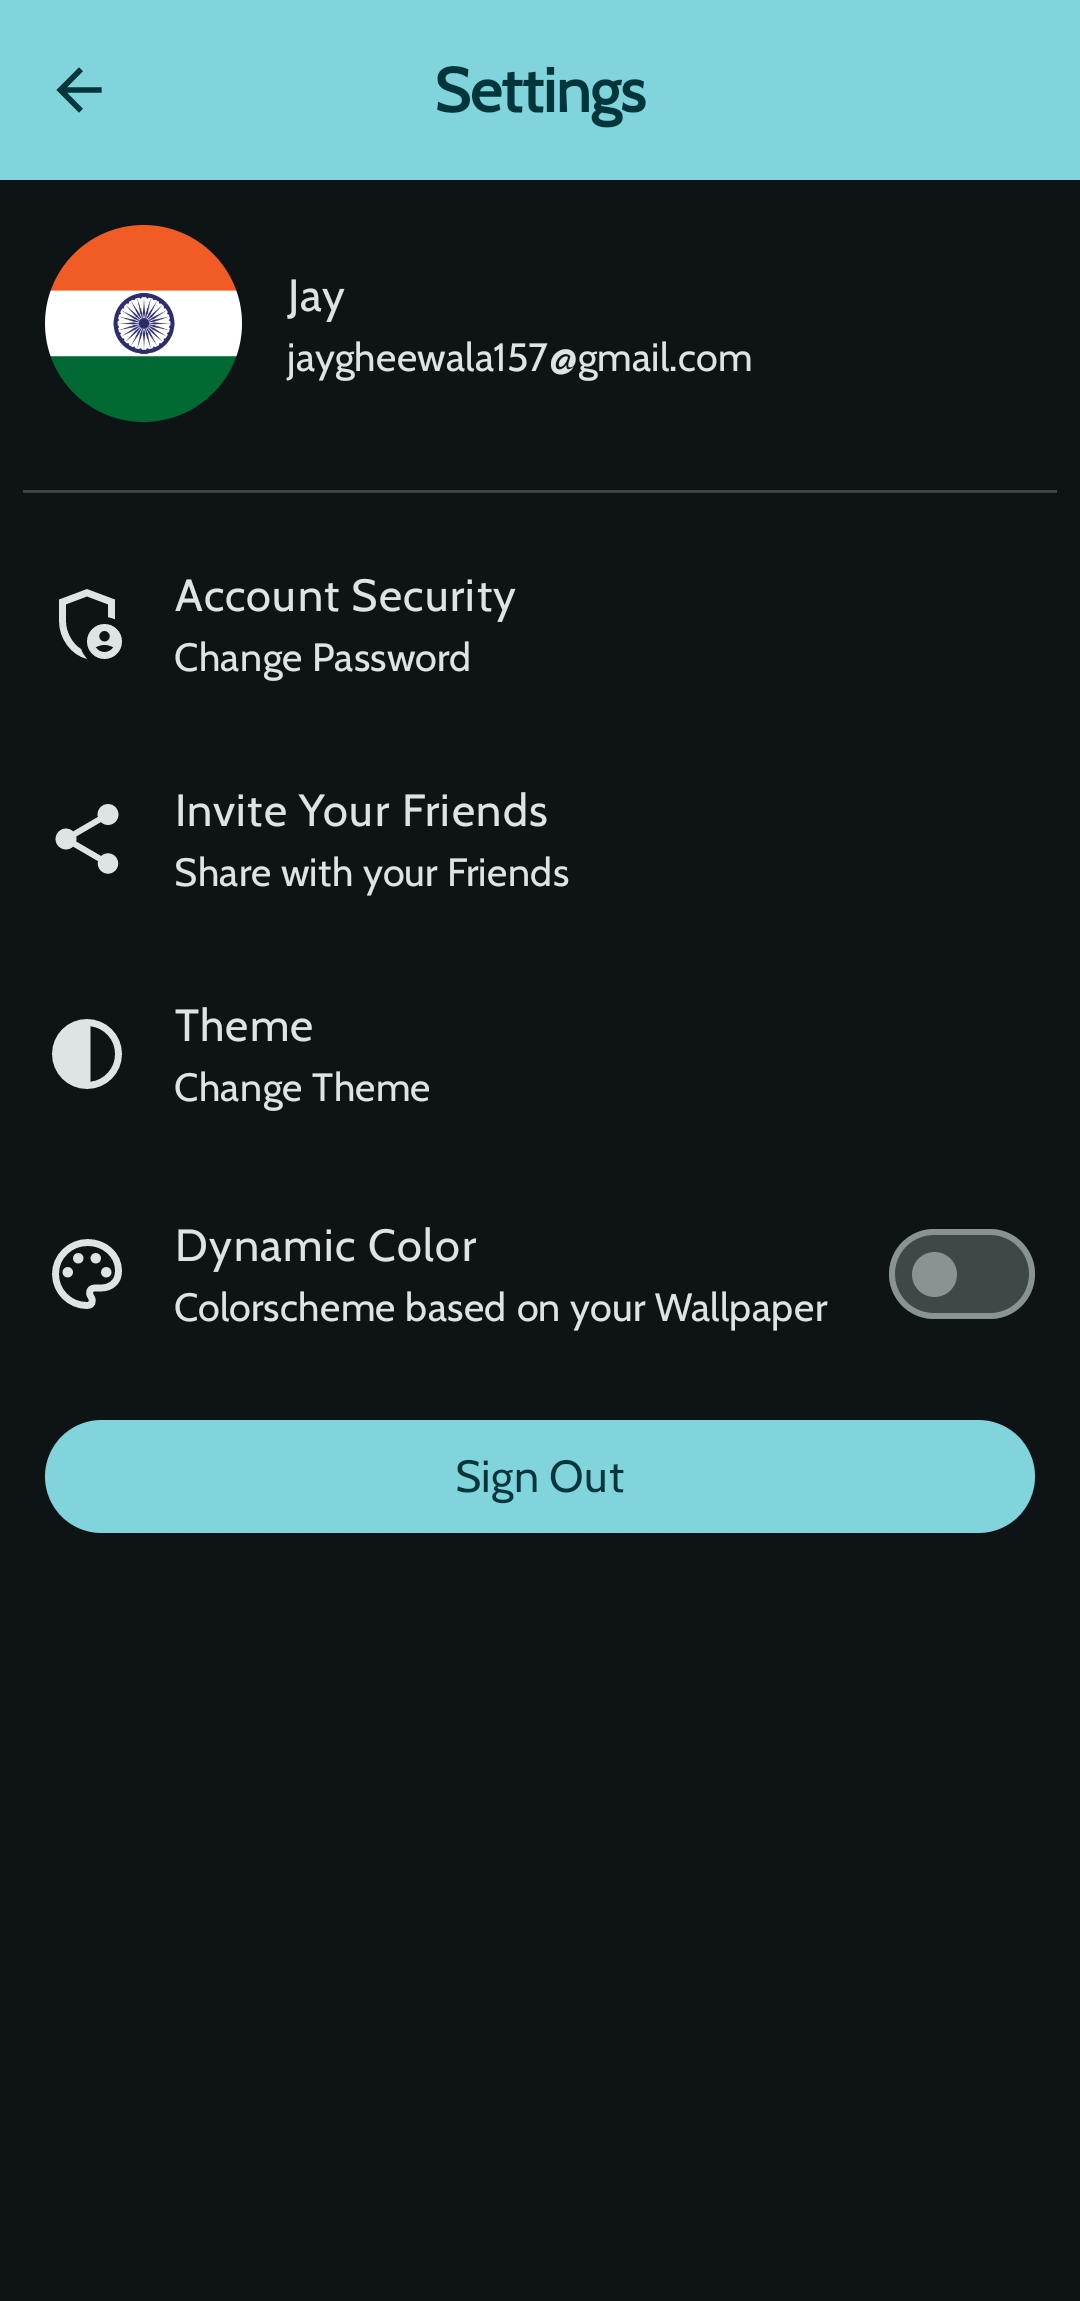 Settings
Jay
jaygheewala157@gmail.com
Account Security
Change Password
Invite Your Friends
Share with your Friends
Theme
Change Theme
Dynamic Color
Colorscheme based on your Wallpaper
Sign Out